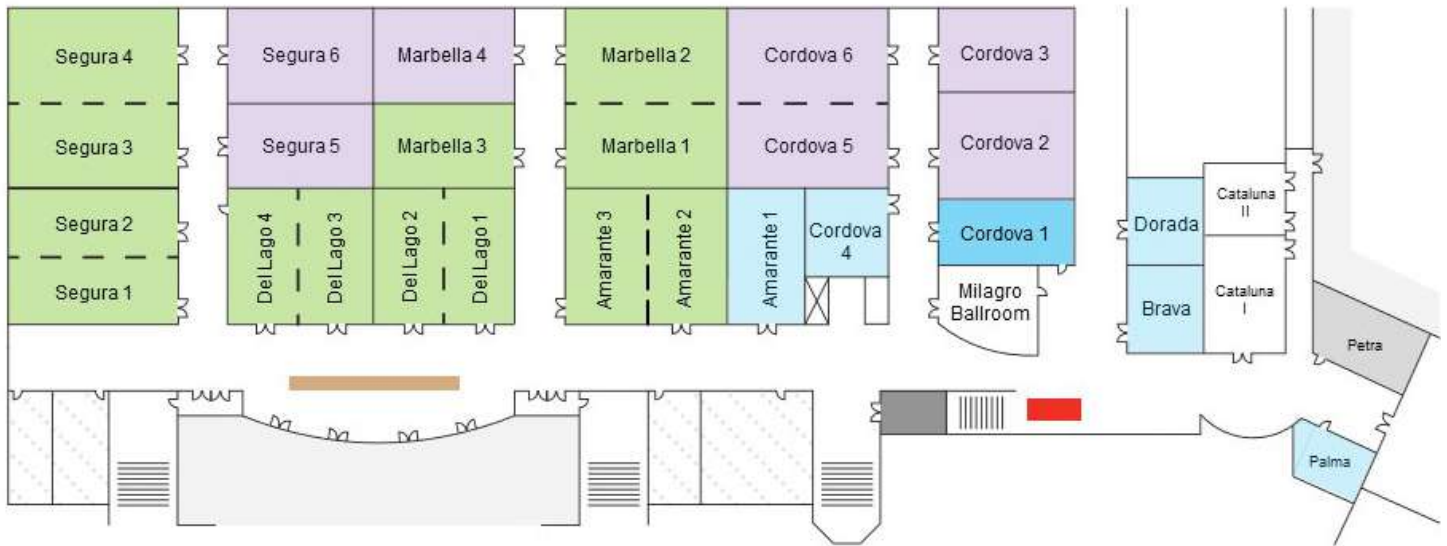 Segura 4
Segura 6
Marbella 4
Marbella 2
Cordova 6
Cordova 3
Segura 3
Segura 5
Marbella 3
Marbella 1
Cordova 5
Cordova 2
Segura 2
Segura 1
Del Lago 4
Del Lago 3
Del Lago 2
Del Lago 1
Amarante 3
Amarante 2
Amarante 1
Cordova
4
Cordova 1
Milagro
Ballroom
Dorada
Cataluna
II
Brava
Cataluna
I
Petra
Palma